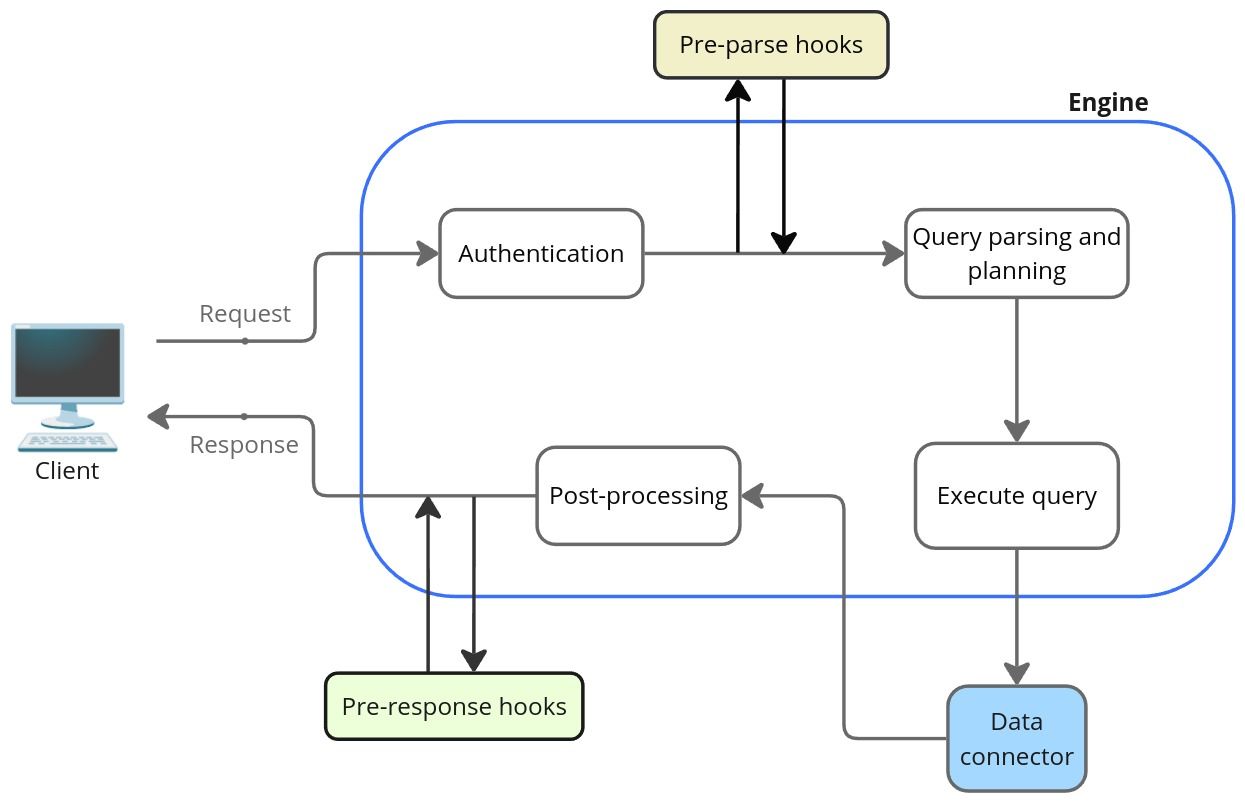 Pre-parse hooks
Engine
Authentication
Query parsing and
planning
Request
Response
Client
Post-processing
Execute query
Pre-response hooks
Data
connector